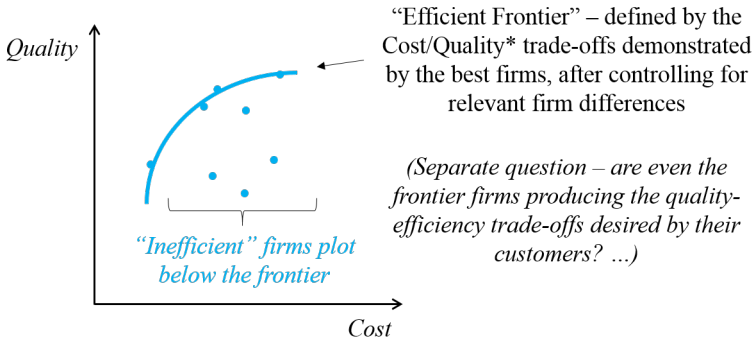 “Efficient Frontier” – defined by the
Cost/Quality* trade-offs demonstrated
by the best firms, after controlling for
relevant firm differences
Quality
(Separate question – are even the
frontier firms producing the quality-
efficiency trade-offs desired by their
customers? …)
“Inefficient” firms plot
below the frontier
Cost